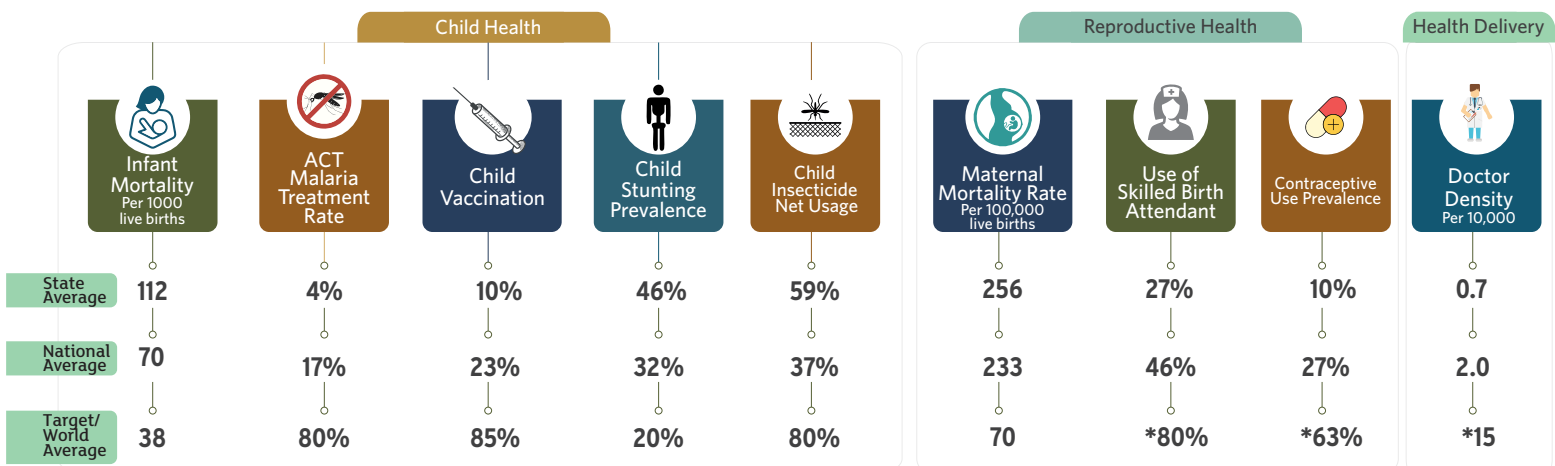 Child Health
Reproductive Health
Health Delivery
Infant
Mortality
Per 1000
live births
ACT
Malaria
Treatment
Rate
Child
Vaccination
Child
Stunting
Prevalence
Child
Insecticide
Net Usage
Maternal
Mortality Rate
Per 100,000
live births
Use of
Skilled Birth
Attendant
Contraceptive
Use Prevalence
Doctor
Density
Per 10,000
State
Average
112
4%
10%
46%
59%
256
27%
10%
0.7
National
Average
70
17%
23%
32%
37%
233
46%
27%
2.0
Target/
World
Average
38
80%
85%
20%
80%
70
*80%
*63%
*15